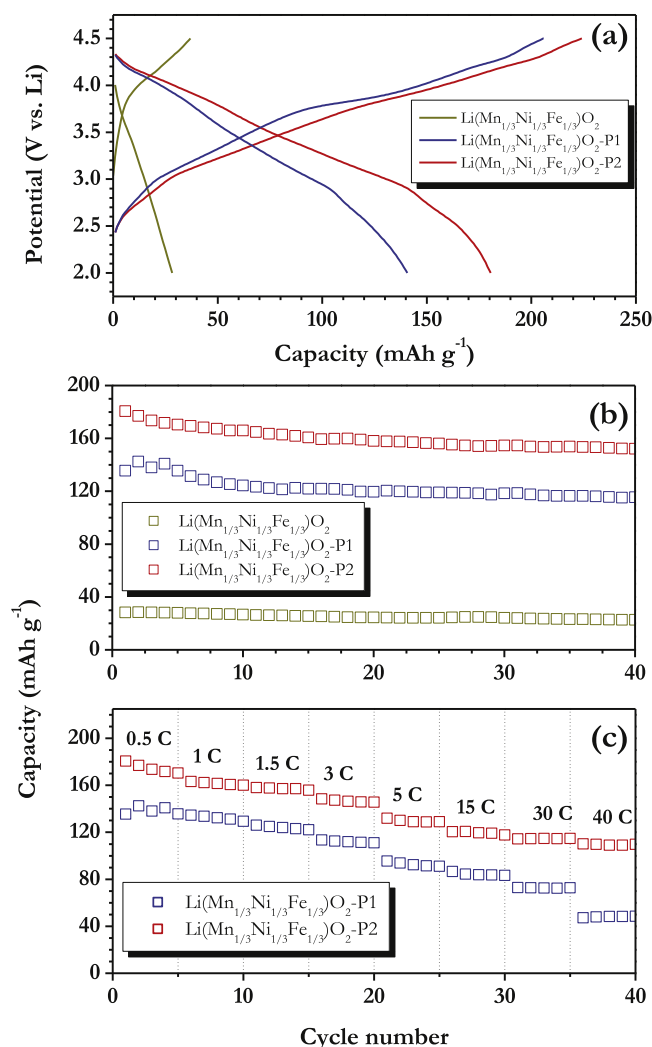 (a)
4.5
4.0
3.5
3.0
2.5
2.0
Potential (V vs. Li)
Li(Mn1/3Ni1/3Fe1/3)O2
Li(Mn1/3Ni1/3Fe1/3)O2-P1
Li(Mn1/3Ni1/3Fe1/3)O2-P2
0 50 100 150 200 250
Capacity (mAh g-1)
(b)
200
160
120
80
40
0
Li(Mn1/3Ni1/3Fe1/3)O2
Li(Mn1/3Ni1/3Fe1/3)O2-P1
Li(Mn1/3Ni1/3Fe1/3)O2-P2
0 10 20 30 40
Capacity (mAh g-1)
(c)
200
160
120
80
40
0
0.5 C
1 C
1.5 C
3 C
5 C
15 C
30 C
40 C
Li(Mn1/3Ni1/3Fe1/3)O2-P1
Li(Mn1/3Ni1/3Fe1/3)O2-P2
0 10 20 30 40
Cycle number